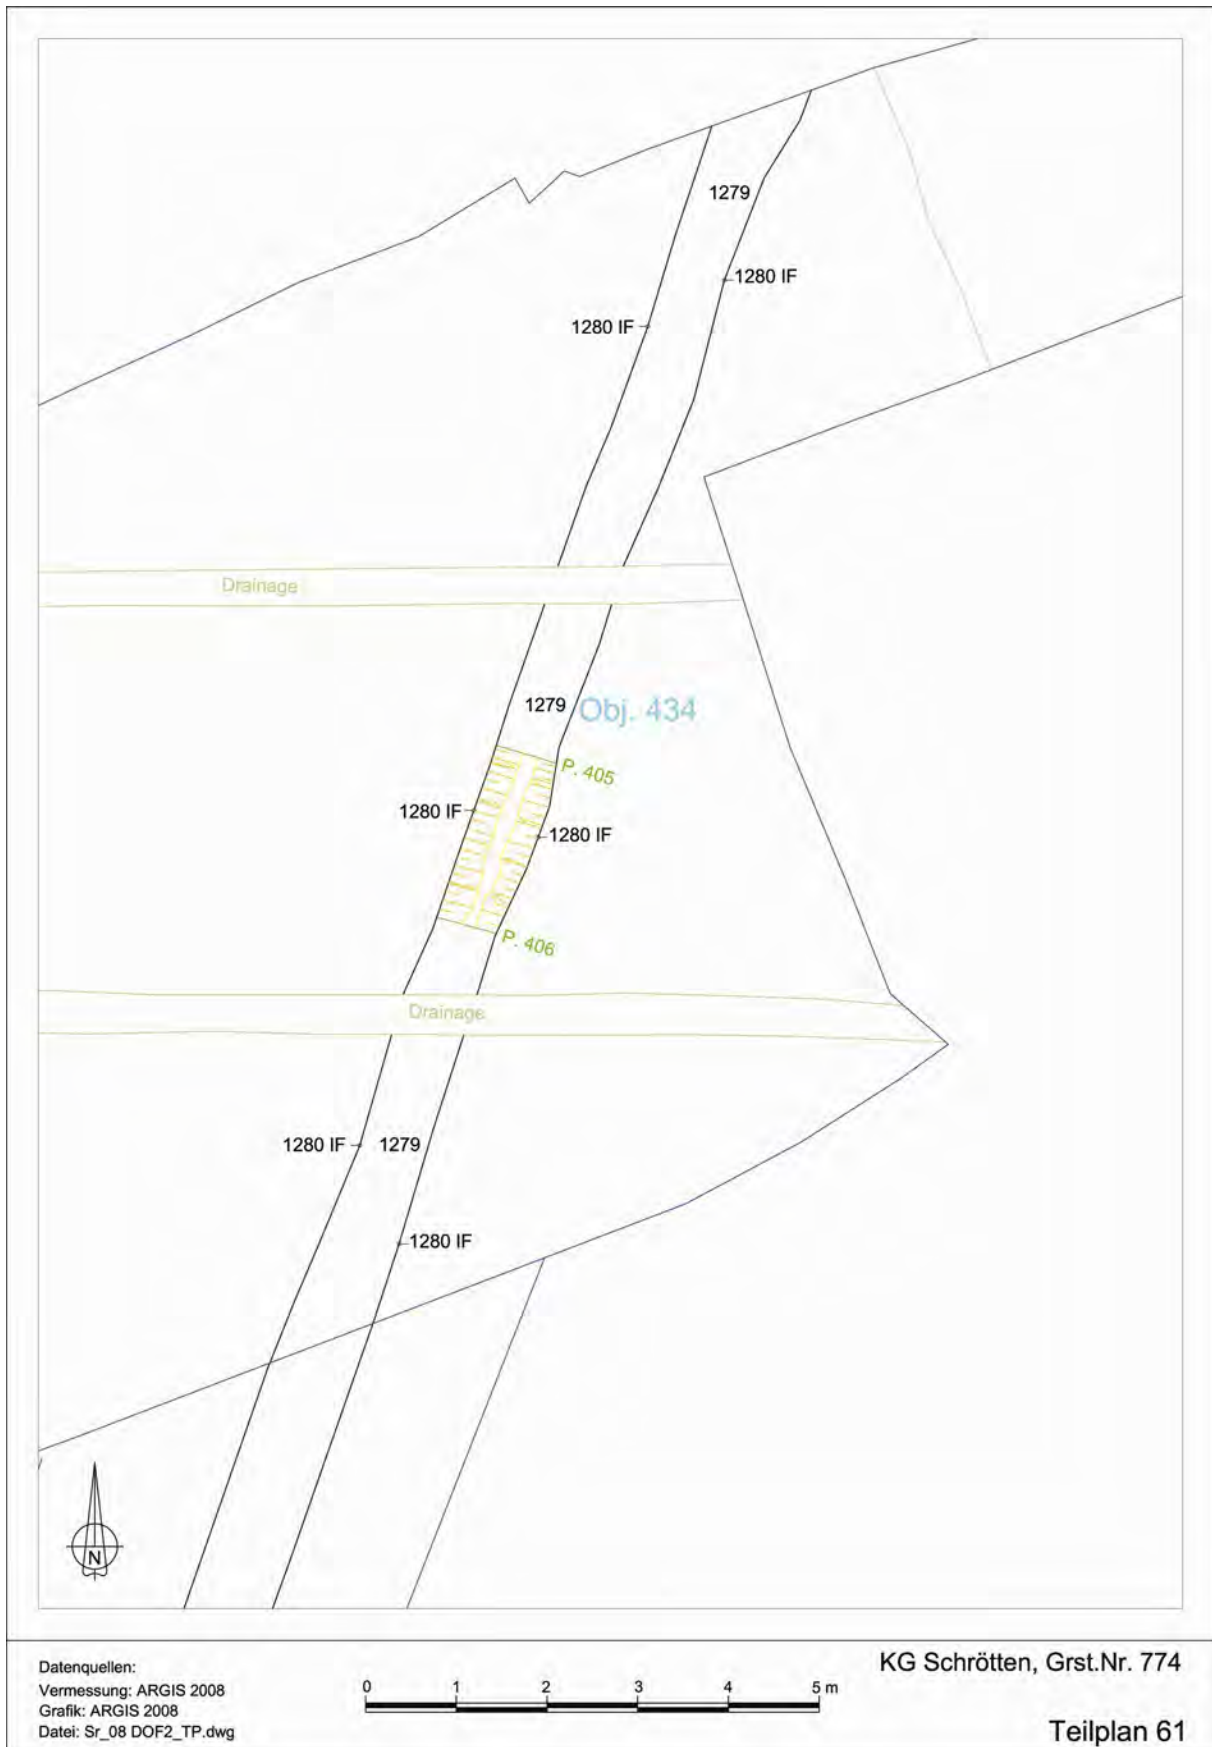 1279
1280 IF
1280 IF
Drainage
1279
Obj. 434
P. 405
1280 IF
1280 IF
P. 406
Drainage
1280 IF
1279
1280 IF
N
Datenquellen:
Vermessung: ARGIS 2008
Grafik: ARGIS 2008
Datei: Sr_08 DOF2_TP.dwg
0 1 2 3 4 5 m
KG Schrötten, Grst.Nr. 774
Teilplan 61